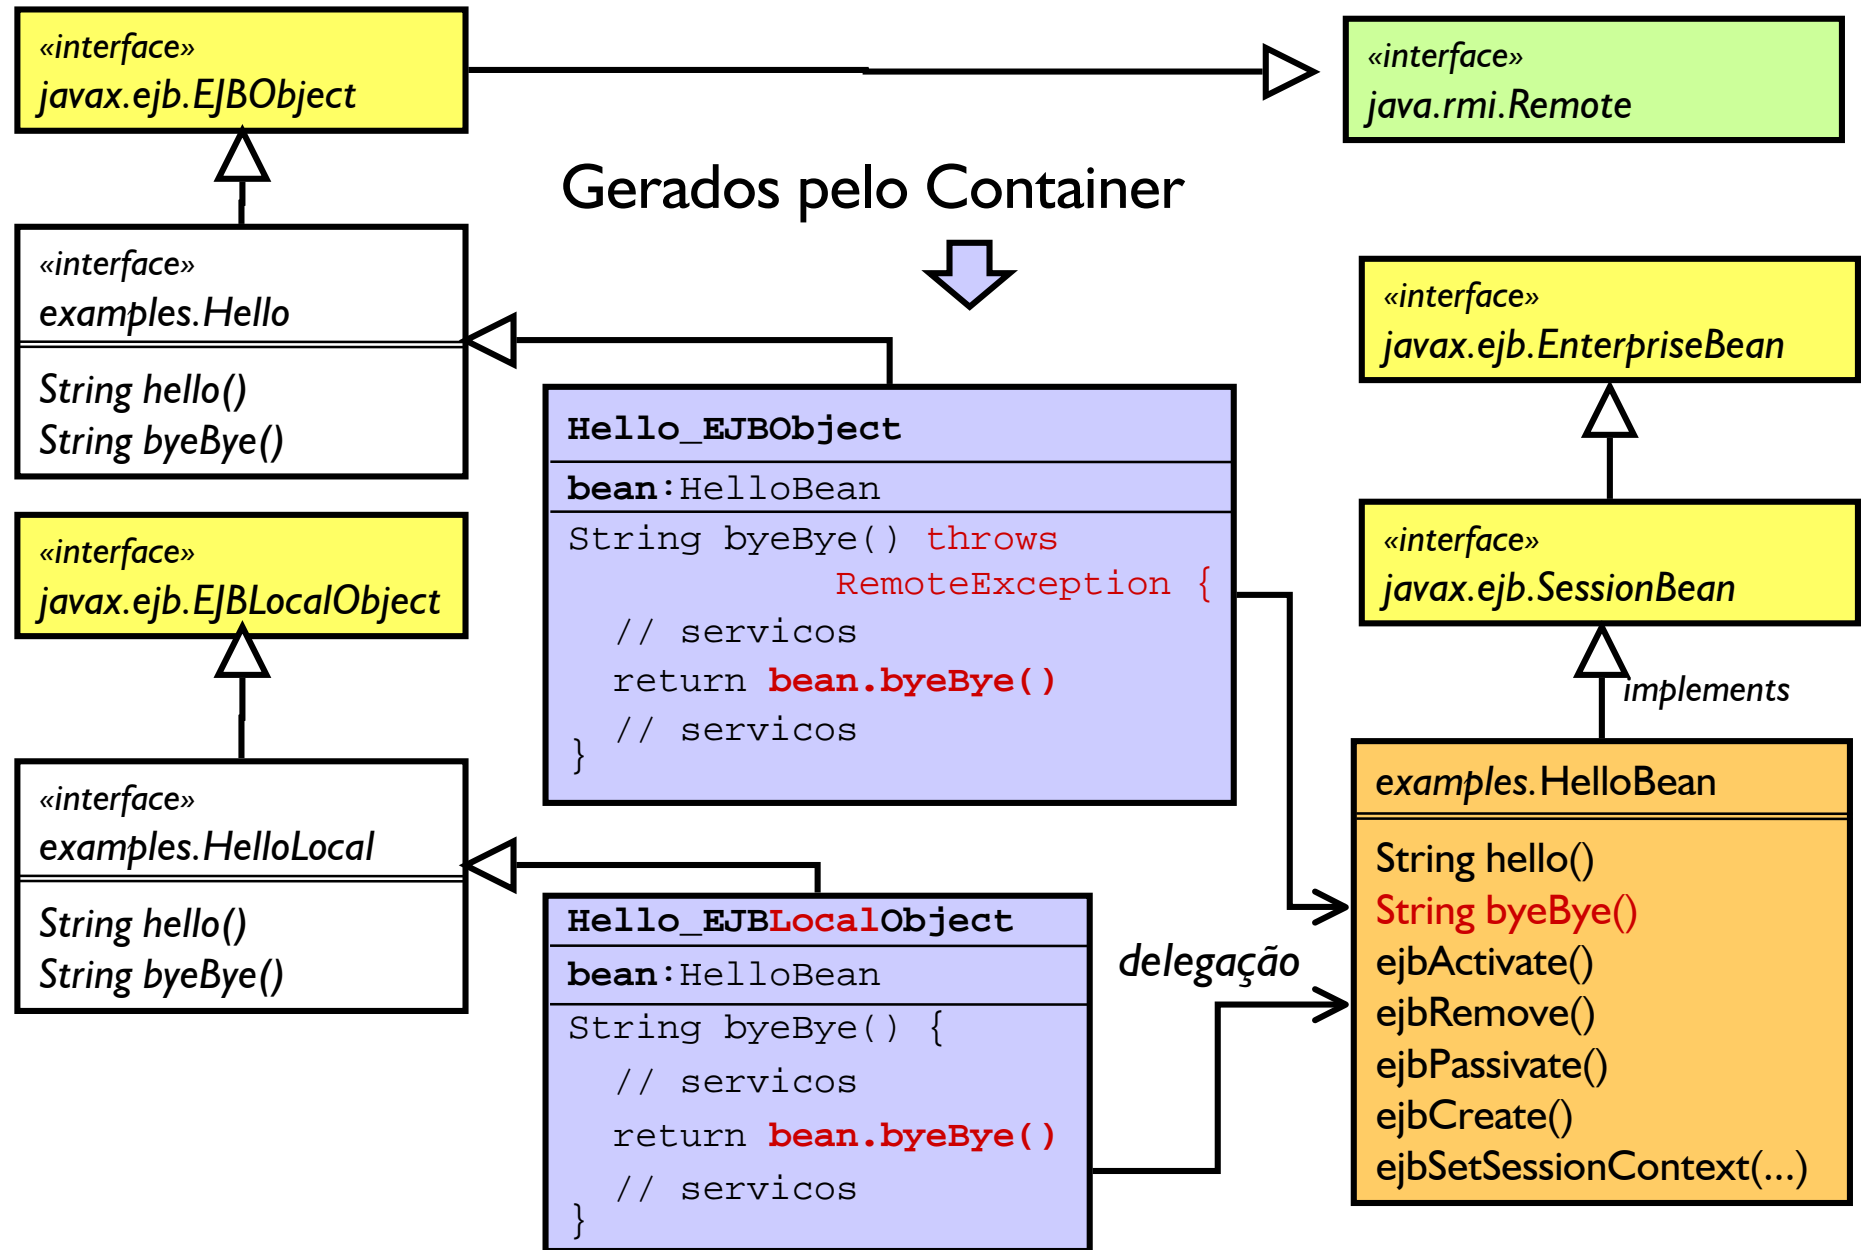 «interface»
javax.ejb.EJBObject
«interface»
java.rmi.Remote
Gerados pelo Container
«interface»
examples.Hello
String hello()
String byeBye()
«interface»
javax.ejb.EnterpriseBean
Hello_EJBObject
bean:HelloBean
String byeBye() throws
RemoteException {
// servicos
return bean.byeBye()
// servicos
}
«interface»
javax.ejb.EJBLocalObject
«interface»
javax.ejb.SessionBean
implements
«interface»
examples.HelloLocal
String hello()
String byeBye()
Hello_EJBLocalObject
bean:HelloBean
String byeBye() {
// servicos
return bean.byeBye()
// servicos
}
delegação
examples.HelloBean
String hello()
String byeBye()
ejbActivate()
ejbRemove()
ejbPassivate()
ejbCreate()
ejbSetSessionContext(...)